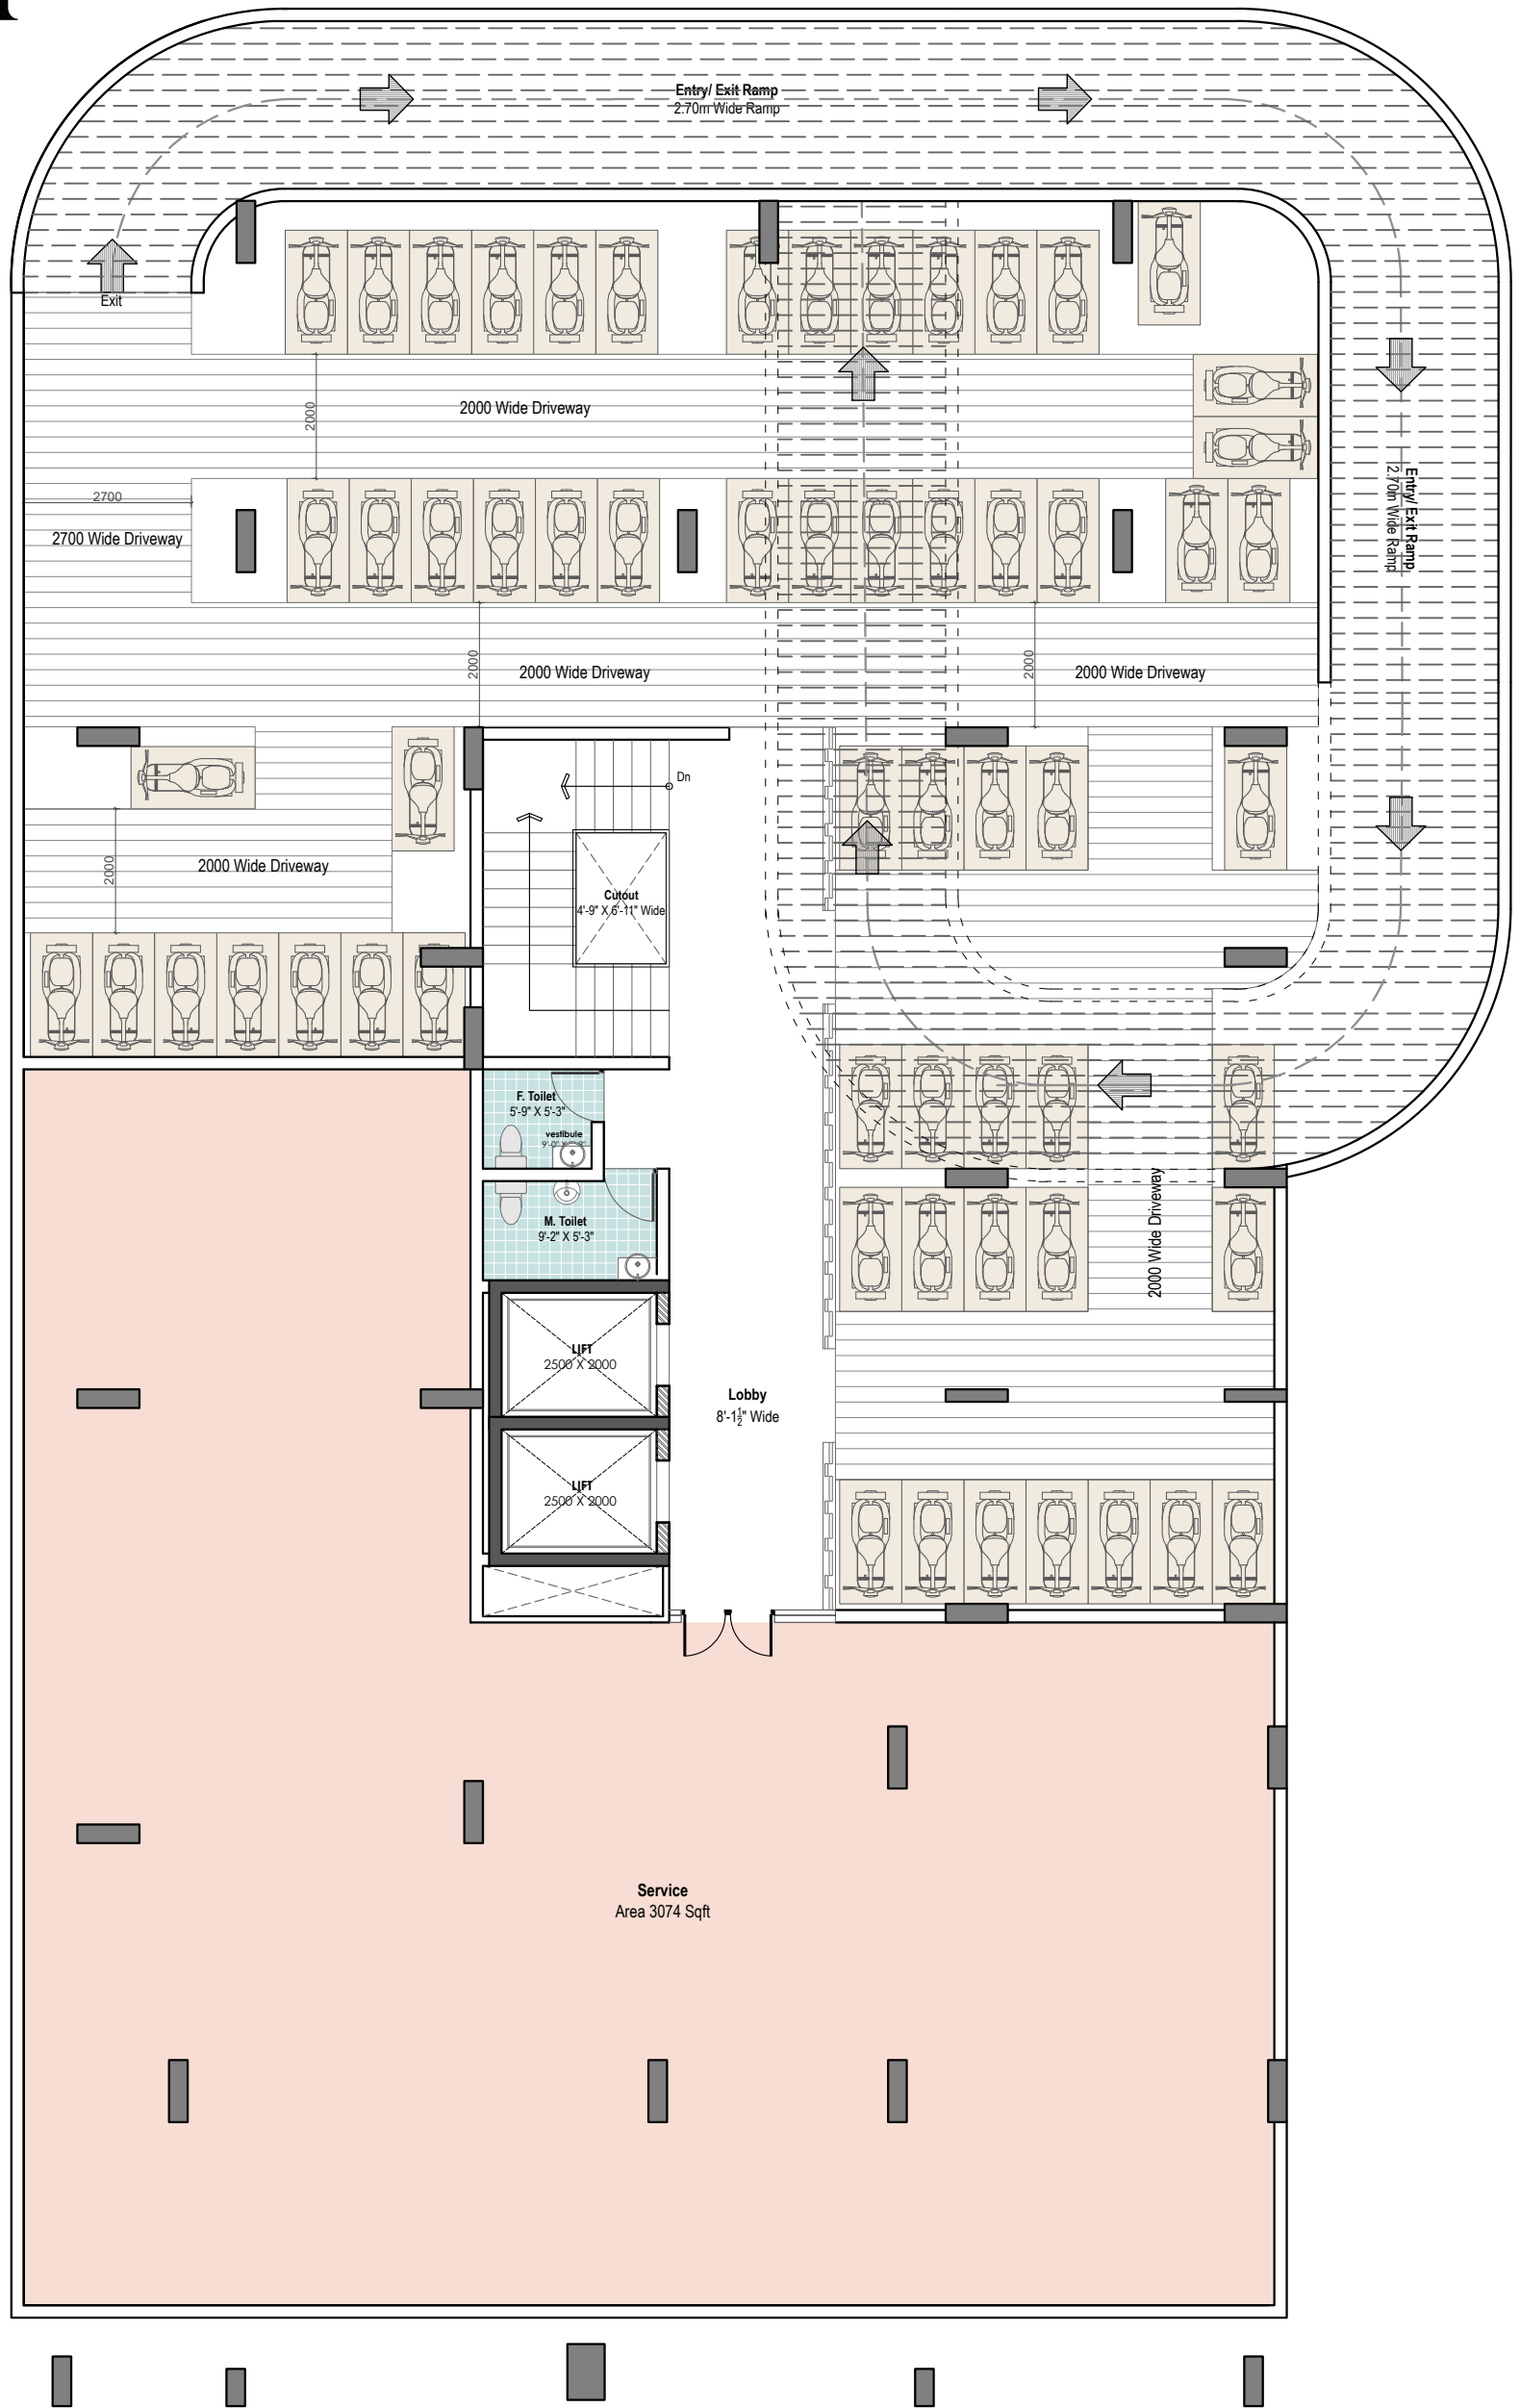 Entry/ Exit Ramp
2.70m Wide Ramp
Exit
2000
2000 Wide Driveway
2700
2700 Wide Driveway
Entry/ Exit Ramp
2.70m Wide Ramp
2000
2000 Wide Driveway
2000
2000 Wide Driveway
Dn
2000
2000 Wide Driveway
Cutout
4'-9" X 6'-11" Wide
F. Toilet
5'-9" X 5'-3"
vestibule
M. Toilet
9'-2" X 5'-3"
2000 Wide Driveway
LIFT
2500 X 2000
Lobby
8'-1½" Wide
LIFT
2500 X 2000
Service
Area 3074 Sqft